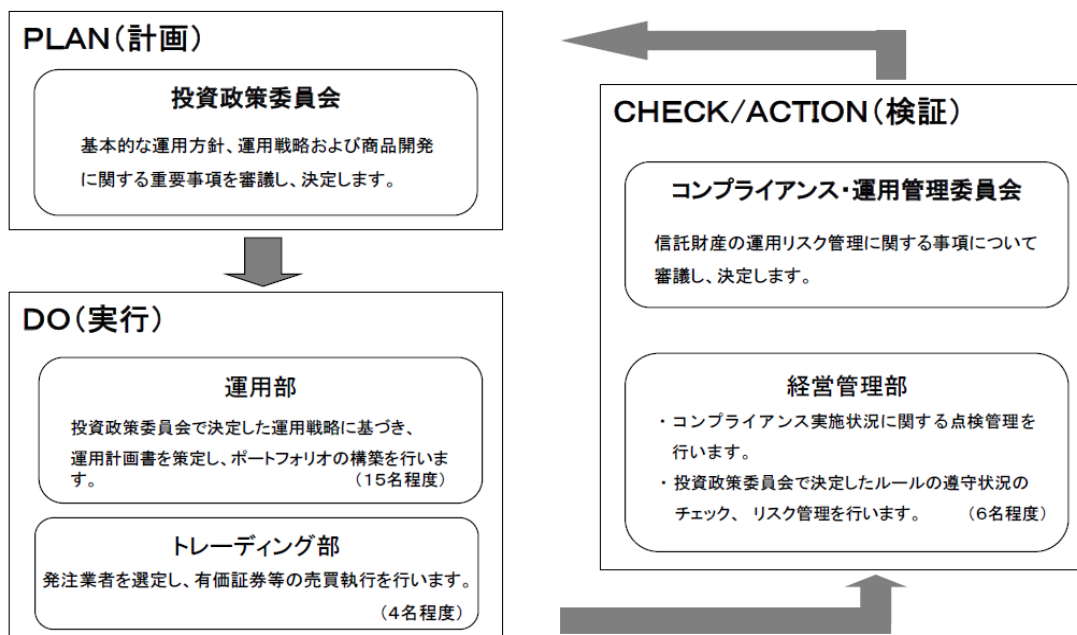 PLAN(計画)
投資政策委員会
基本的な運用方針、運用戦略および商品開発
に関する重要事項を審議し、決定します。
DO(実行)
運用部
投資政策委員会で決定した運用戦略に基づき、
運用計画書を策定し、ポートフォリオの構築を行いま
す。 (15名程度)
トレーディング部
発注業者を選定し、有価証券等の売買執行を行います。
(4名程度)
CHECK/ACTION(検証)
コンプライアンス・運用管理委員会
信託財産の運用リスク管理に関する事項について
審議し、決定します。
経営管理部
・コンプライアンス実施状況に関する点検管理を
行います。
・投資政策委員会で決定したルールの遵守状況の
チェック、リスク管理を行います。 (6名程度)